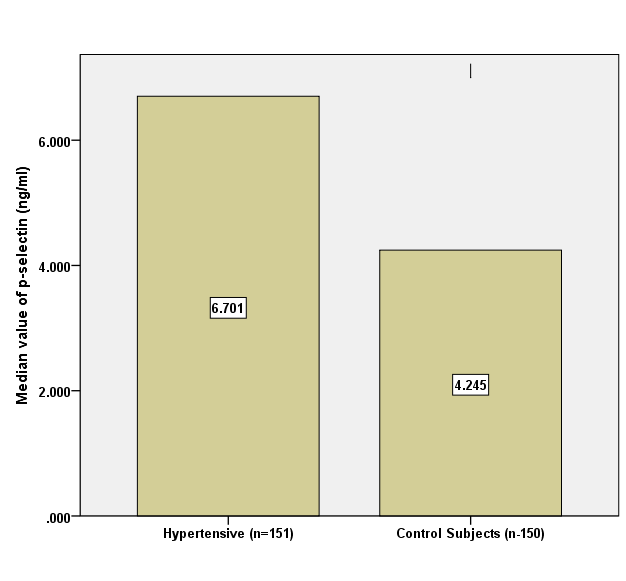 Median value of p-selectin (ng/ml)
6.000
4.000
2.000
.000
6.701
4.245
Hypertensive (n=151)
Control Subjects (n-150)